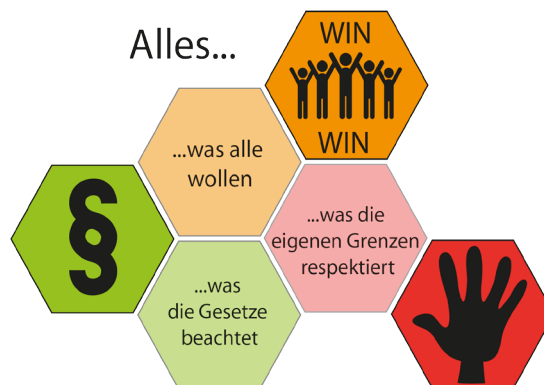 Alles...
WIN
WIN
...was alle
wollen
§
...was die
eigenen Grenzen
respektiert
...was
die Gesetze
beachtet